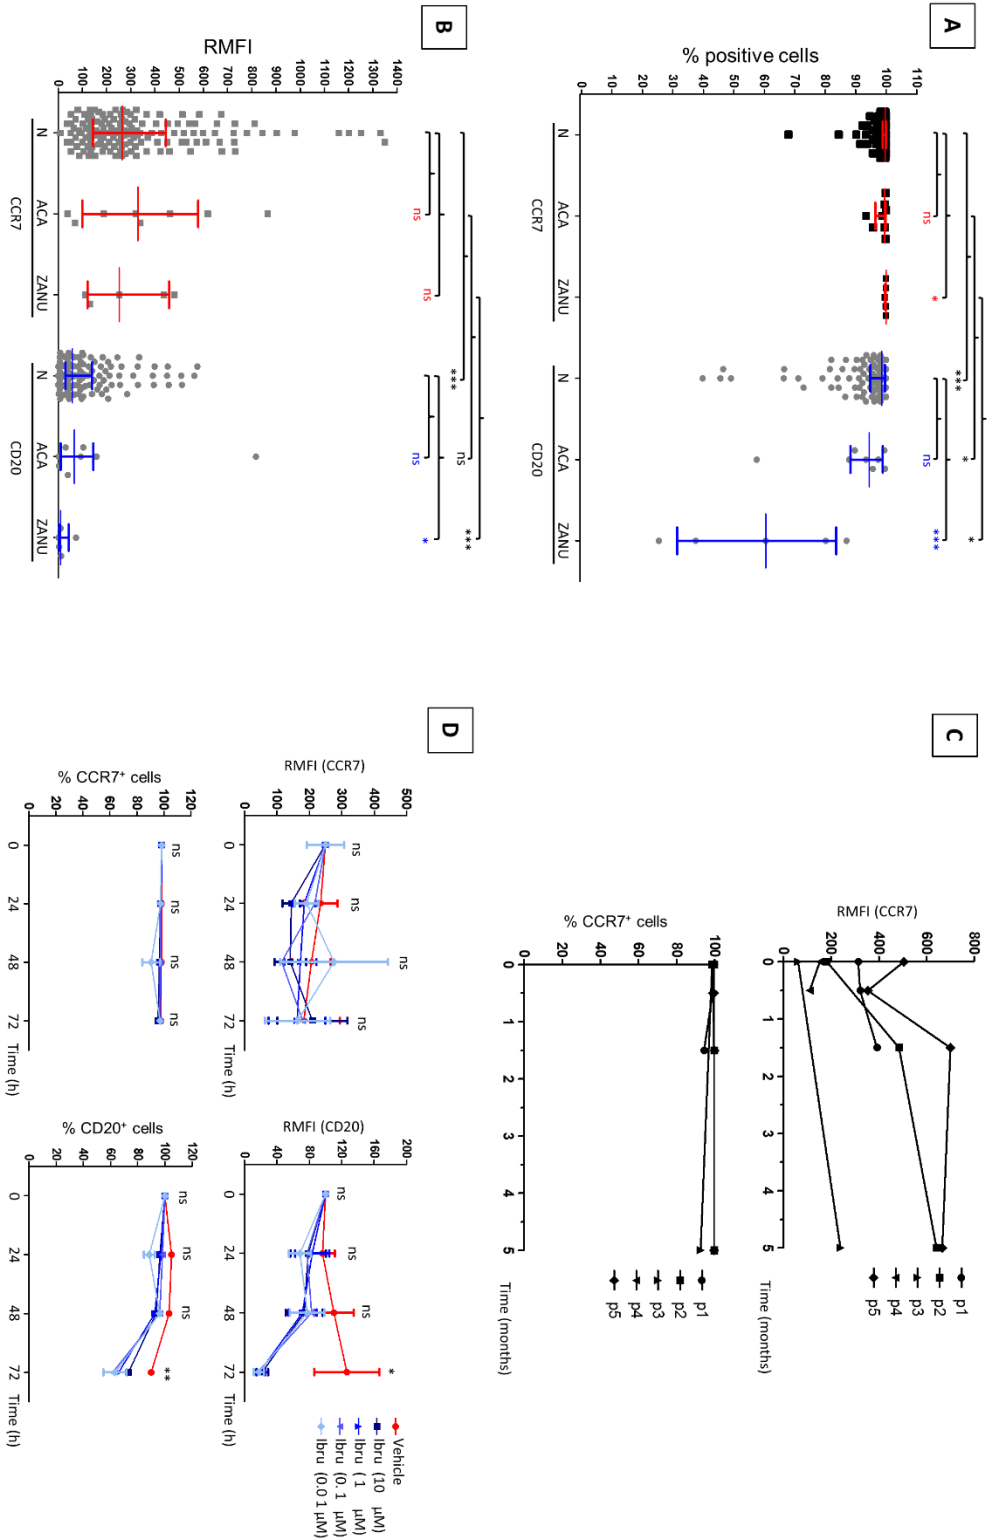 A
% positive cells
0
10
20
30
40
50
60
70
80
90
100
110
ns
*
***
*
*
ns
***
N
ACA
ZANU
N
ACA
ZANU
CCR7
CD20
B
RMFI
0
100
200
300
400
500
600
700
800
900
1000
1100
1200
1300
1400
ns
ns
***
ns
***
ns
*
N
ACA
ZANU
N
ACA
ZANU
CCR7
CD20
C
RMFI (CCR7)
0
200
400
600
800
0
1
2
3
4
5
Time (months)
p1
p2
p3
p4
p5
% CCR7⁺ cells
0
20
40
60
80
100
0
1
2
3
4
5
Time (months)
p1
p2
p3
p4
p5
D
RMFI (CCR7)
0
100
200
300
400
500
ns
ns
ns
ns
0
24
48
72
Time (h)
RMFI (CD20)
0
40
80
120
160
200
ns
ns
ns
*
0
24
48
72
Time (h)
Vehicle
Ibru (10 µM)
Ibru (1 µM)
Ibru (0.1 µM)
Ibru (0.01 µM)
% CCR7⁺ cells
0
20
40
60
80
100
120
ns
ns
ns
ns
0
24
48
72
Time (h)
% CD20⁺ cells
0
20
40
60
80
100
120
ns
ns
ns
**
0
24
48
72
Time (h)